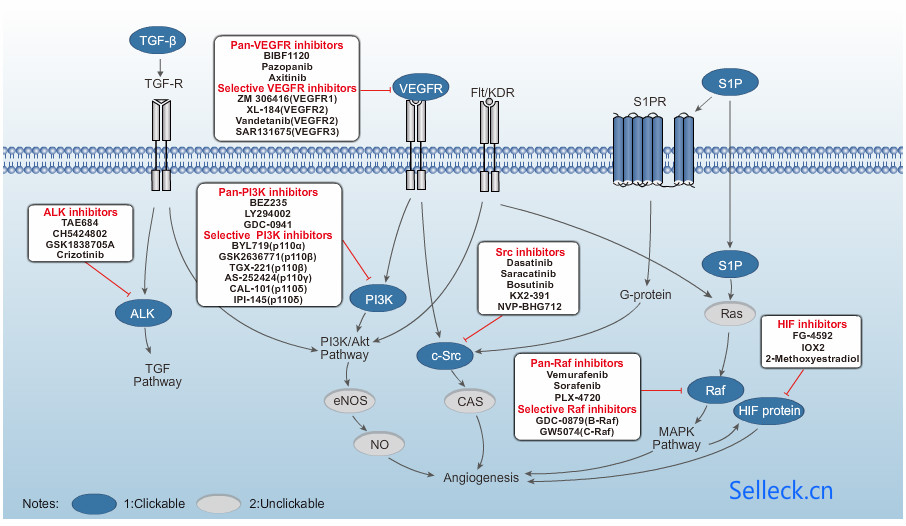 TGF-β
TGF-R
Pan-VEGFR inhibitors
BIBF1120
Pazopanib
Axitinib
Selective VEGFR inhibitors
ZM 306416(VEGFR1)
XL-184(VEGFR2)
Vandetanib(VEGFR2)
SAR131675(VEGFR3)
VEGFR
Flt/KDR
S1PR
S1P
ALK inhibitors
TAE684
CH5424802
GSK1838705A
Crizotinib
Pan-PI3K inhibitors
BEZ235
LY294002
GDC-0941
Selective PI3K inhibitors
BYL719(p110α)
GSK2636771(p110β)
TGX-221(p110β)
AS-252424(p110γ)
CAL-101(p110δ)
IPI-145(p110δ)
Src inhibitors
Dasatinib
Saracatinib
Bosutinib
KX2-391
NVP-BHG712
S1P
G-protein
Ras
ALK
PI3K
HIF inhibitors
FG-4592
IOX2
2-Methoxyestradiol
TGF
Pathway
PI3K/Akt
Pathway
c-Src
Pan-Raf inhibitors
Vemurafenib
Sorafenib
PLX-4720
Selective Raf inhibitors
GDC-0879(B-Raf)
GW5074(C-Raf)
Raf
HIF protein
eNOS
CAS
NO
MAPK
Pathway
Angiogenesis
Notes:
1:Clickable
2:Unclickable
Selleck.cn